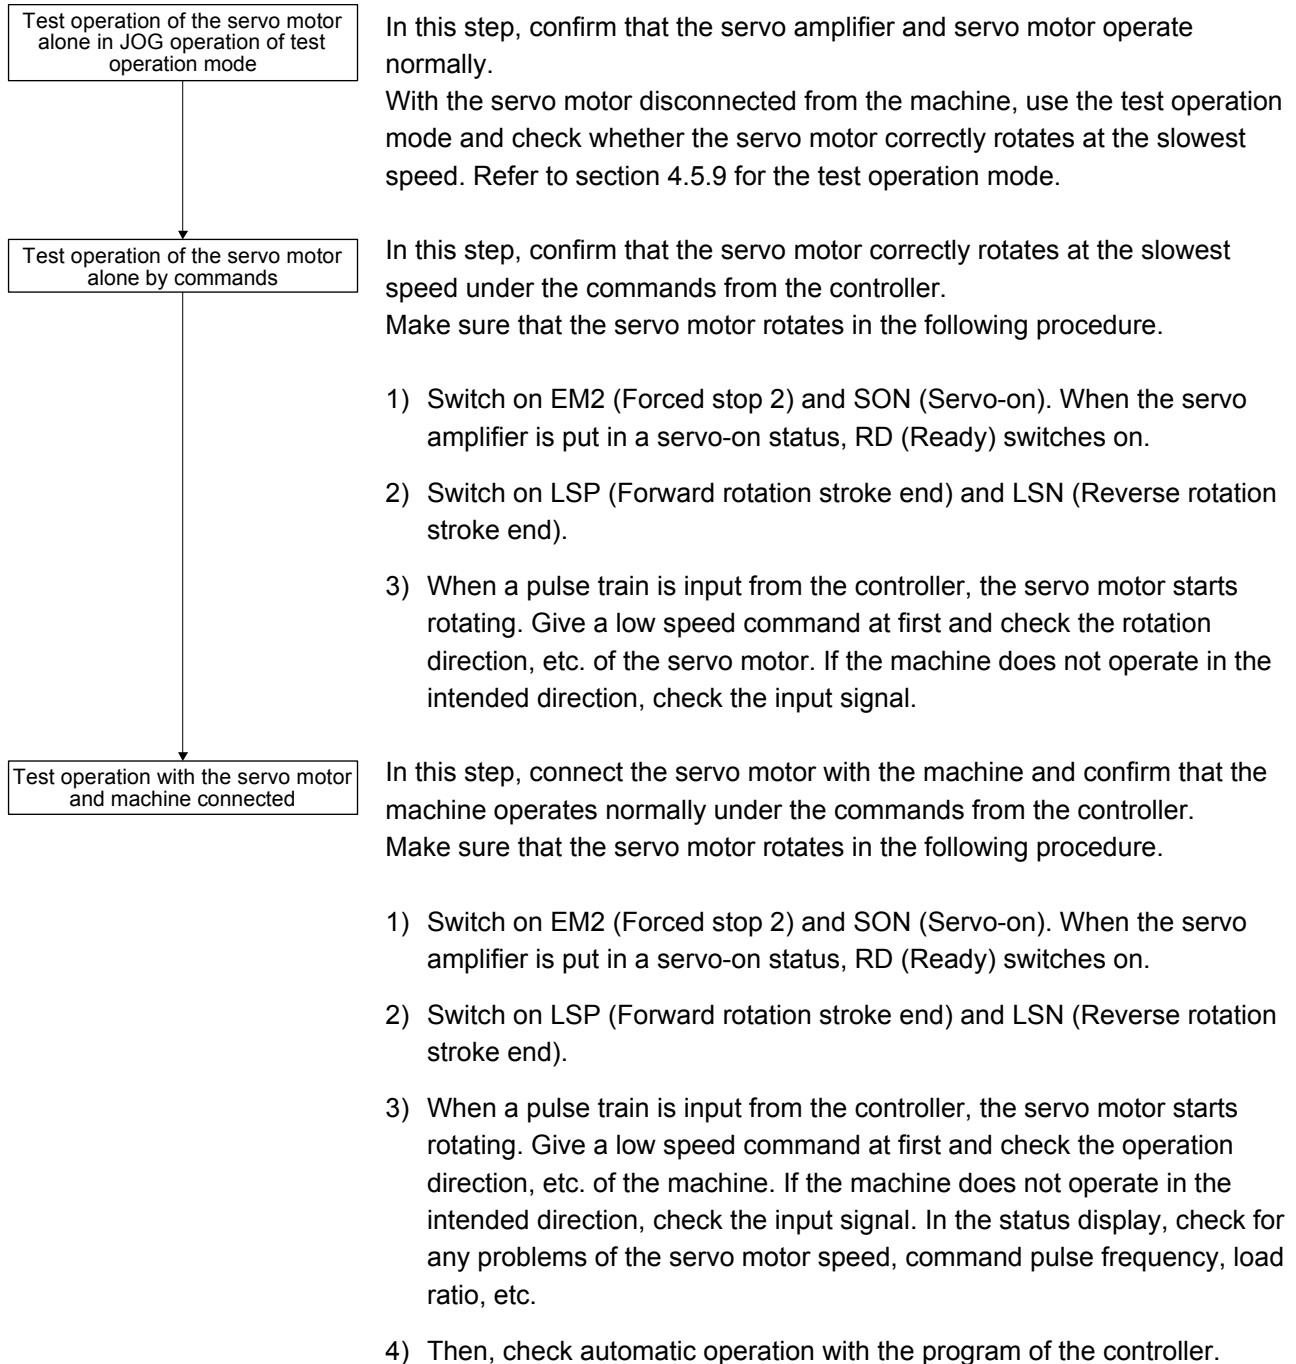 Test operation of the servo motor
alone in JOG operation of test
operation mode
In this step, confirm that the servo amplifier and servo motor operate
normally.
With the servo motor disconnected from the machine, use the test operation
mode and check whether the servo motor correctly rotates at the slowest
speed. Refer to section 4.5.9 for the test operation mode.
Test operation of the servo motor
alone by commands
In this step, confirm that the servo motor correctly rotates at the slowest
speed under the commands from the controller.
Make sure that the servo motor rotates in the following procedure.
1) Switch on EM2 (Forced stop 2) and SON (Servo-on). When the servo
amplifier is put in a servo-on status, RD (Ready) switches on.
2) Switch on LSP (Forward rotation stroke end) and LSN (Reverse rotation
stroke end).
3) When a pulse train is input from the controller, the servo motor starts
rotating. Give a low speed command at first and check the rotation
direction, etc. of the servo motor. If the machine does not operate in the
intended direction, check the input signal.
Test operation with the servo motor
and machine connected
In this step, connect the servo motor with the machine and confirm that the
machine operates normally under the commands from the controller.
Make sure that the servo motor rotates in the following procedure.
1) Switch on EM2 (Forced stop 2) and SON (Servo-on). When the servo
amplifier is put in a servo-on status, RD (Ready) switches on.
2) Switch on LSP (Forward rotation stroke end) and LSN (Reverse rotation
stroke end).
3) When a pulse train is input from the controller, the servo motor starts
rotating. Give a low speed command at first and check the operation
direction, etc. of the machine. If the machine does not operate in the
intended direction, check the input signal. In the status display, check for
any problems of the servo motor speed, command pulse frequency, load
ratio, etc.
4) Then, check automatic operation with the program of the controller.